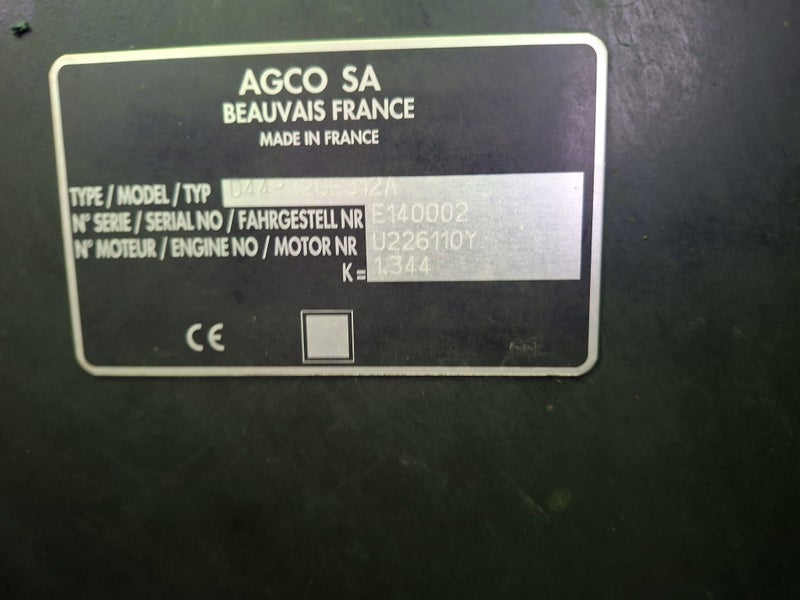 AGCO SA
BEAUVAIS FRANCE
MADE IN FRANCE
TYPE / MODEL / TYP
N° SERIE / SERIAL NO / FAHRGESTELL NR E140002
N° MOTEUR / ENGINE NO / MOTOR NR U226110Y
K = 1.344
CE